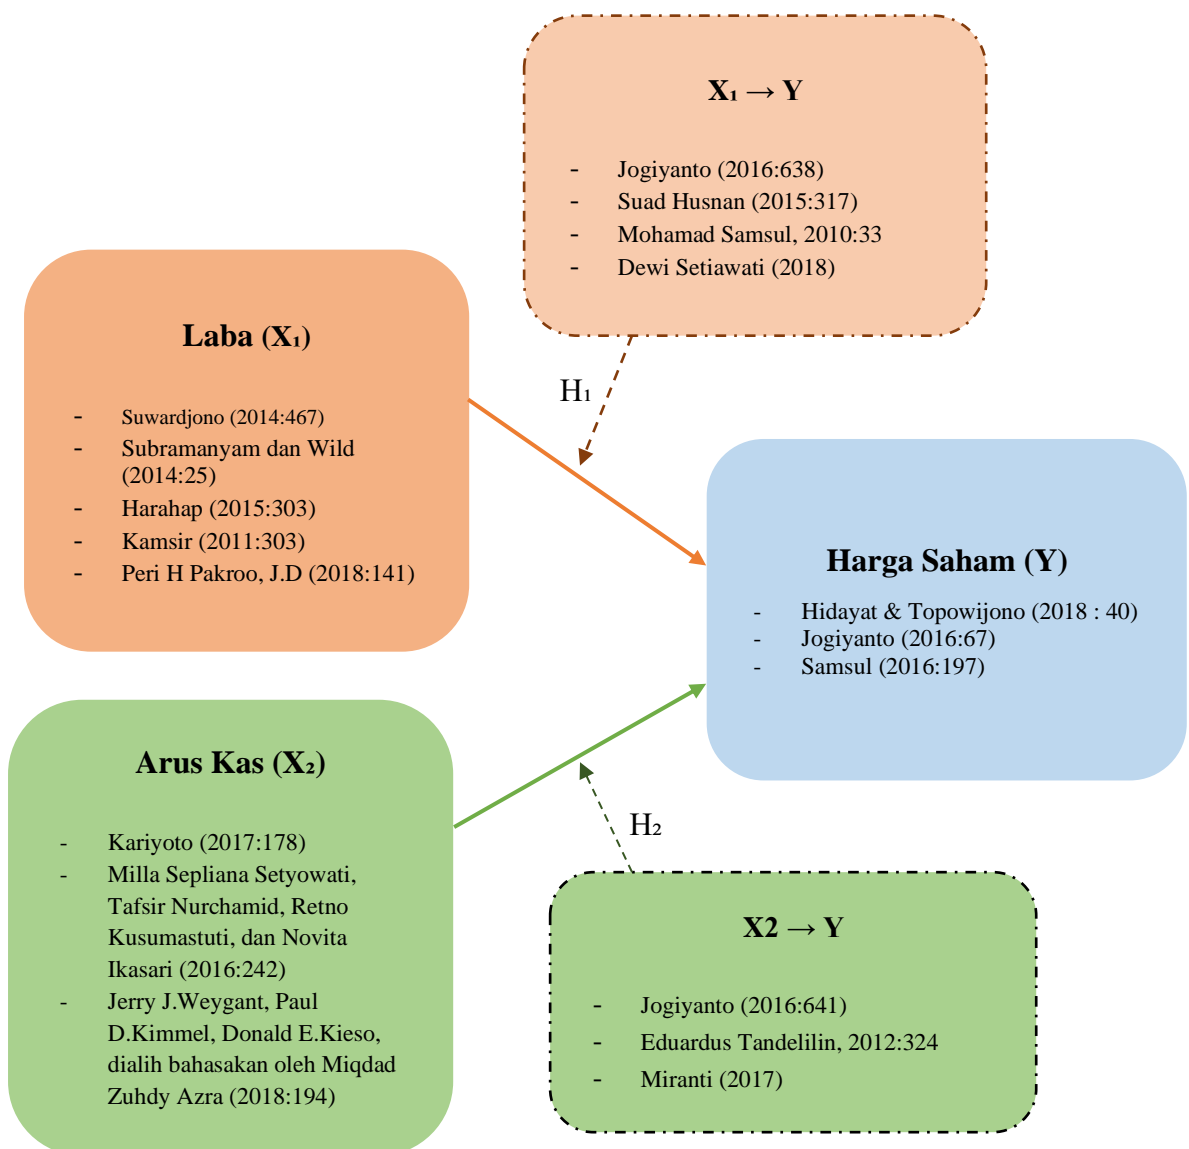 X₁ → Y
- Jogiyanto (2016:638)
- Suad Husnan (2015:317)
- Mohamad Samsul, 2010:33
- Dewi Setiawati (2018)
Laba (X₁)
- Suwardjono (2014:467)
- Subramanyam dan Wild
(2014:25)
- Harahap (2015:303)
- Kamsir (2011:303)
- Peri H Pakroo, J.D (2018:141)
H₁
Harga Saham (Y)
- Hidayat & Topowijono (2018 : 40)
- Jogiyanto (2016:67)
- Samsul (2016:197)
Arus Kas (X₂)
- Kariyoto (2017:178)
- Milla Sepliana Setyowati,
Tafsir Nurchamid, Retno
Kusumastuti, dan Novita
Ikasari (2016:242)
- Jerry J.Weygant, Paul
D.Kimmel, Donald E.Kieso,
dialih bahasakan oleh Miqdad
Zuhdy Azra (2018:194)
H₂
X2 → Y
- Jogiyanto (2016:641)
- Eduardus Tandelilin, 2012:324
- Miranti (2017)